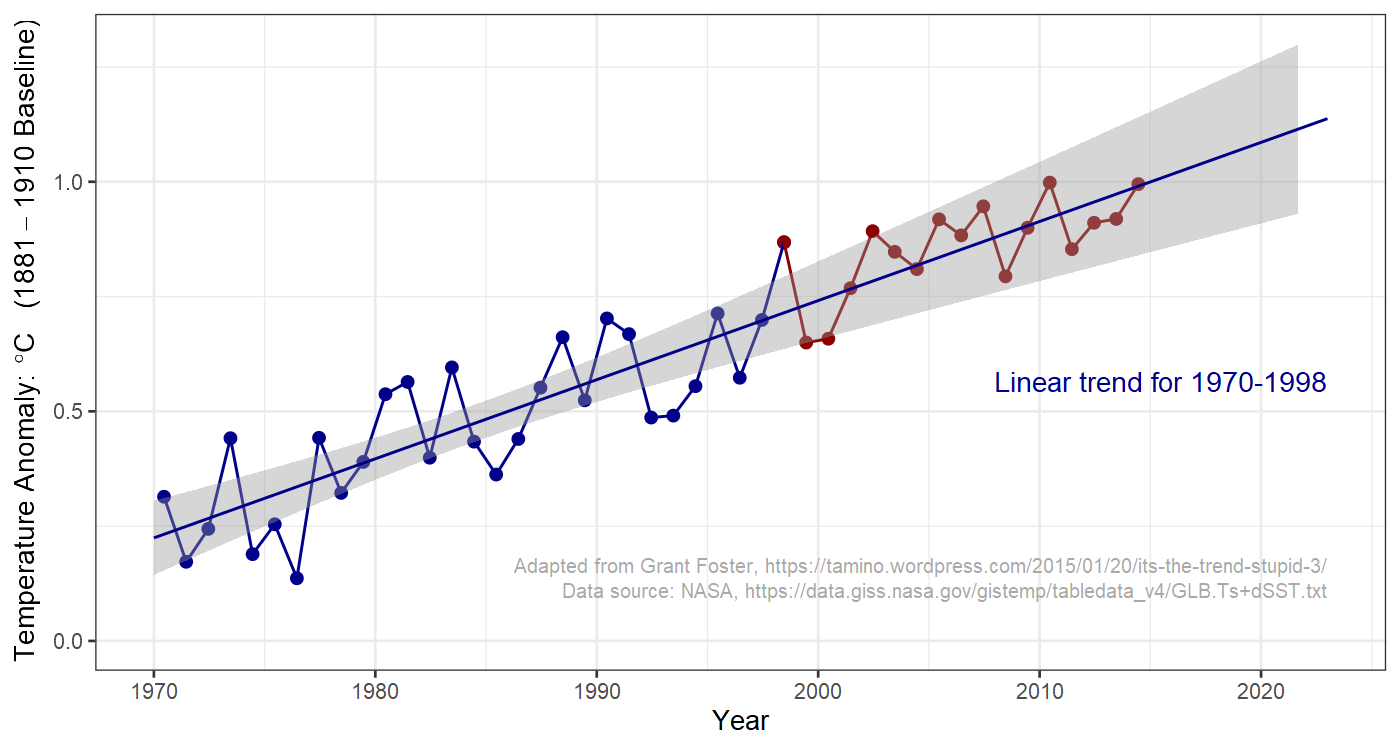 Temperature Anomaly: °C (1881 – 1910 Baseline)
1.0
0.5
0.0
Linear trend for 1970-1998
Adapted from Grant Foster, https://tamino.wordpress.com/2015/01/20/its-the-trend-stupid-3/
Data source: NASA, https://data.giss.nasa.gov/gistemp/tabledata_v4/GLB.Ts+dSST.txt
1970 1980 1990 2000 2010 2020
Year